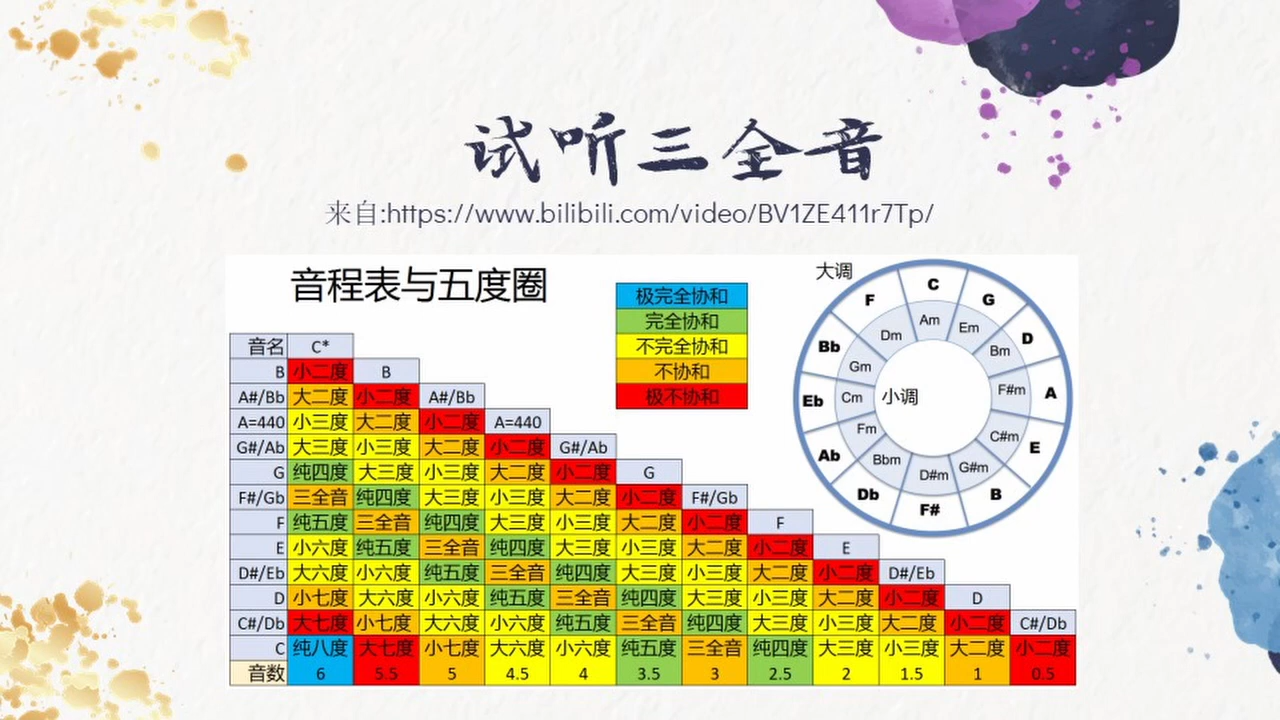 试听三全音
来自:https://www.bilibili.com/video/BV1ZE411r7Tp/
音程表与五度圈
极完全协和
完全协和
不完全协和
不协和
极不协和
大调
C
G
D
A
E
B
F#
Db
Ab
Eb
Bb
F
Am
Em
Bm
F#m
C#m
G#m
D#m
Bbm
Fm
Cm
Gm
Dm
小调
音名 C*
B 小二度 B
A#/Bb 大二度 小二度 A#/Bb
A=440 小三度 大二度 小二度 A=440
G#/Ab 大三度 小三度 大二度 小二度 G#/Ab
G 纯四度 大三度 小三度 大二度 小二度 G
F#/Gb 三全音 纯四度 大三度 小三度 大二度 小二度 F#/Gb
F 纯五度 三全音 纯四度 大三度 小三度 大二度 小二度 F
E 小六度 纯五度 三全音 纯四度 大三度 小三度 大二度 小二度 E
D#/Eb 大六度 小六度 纯五度 三全音 纯四度 大三度 小三度 大二度 小二度 D#/Eb
D 小七度 大六度 小六度 纯五度 三全音 纯四度 大三度 小三度 大二度 小二度 D
C#/Db 大七度 小七度 大六度 小六度 纯五度 三全音 纯四度 大三度 小三度 大二度 小二度 C#/Db
C 纯八度 大七度 小七度 大六度 小六度 纯五度 三全音 纯四度 大三度 小三度 大二度 小二度
音数 6 5.5 5 4.5 4 3.5 3 2.5 2 1.5 1 0.5